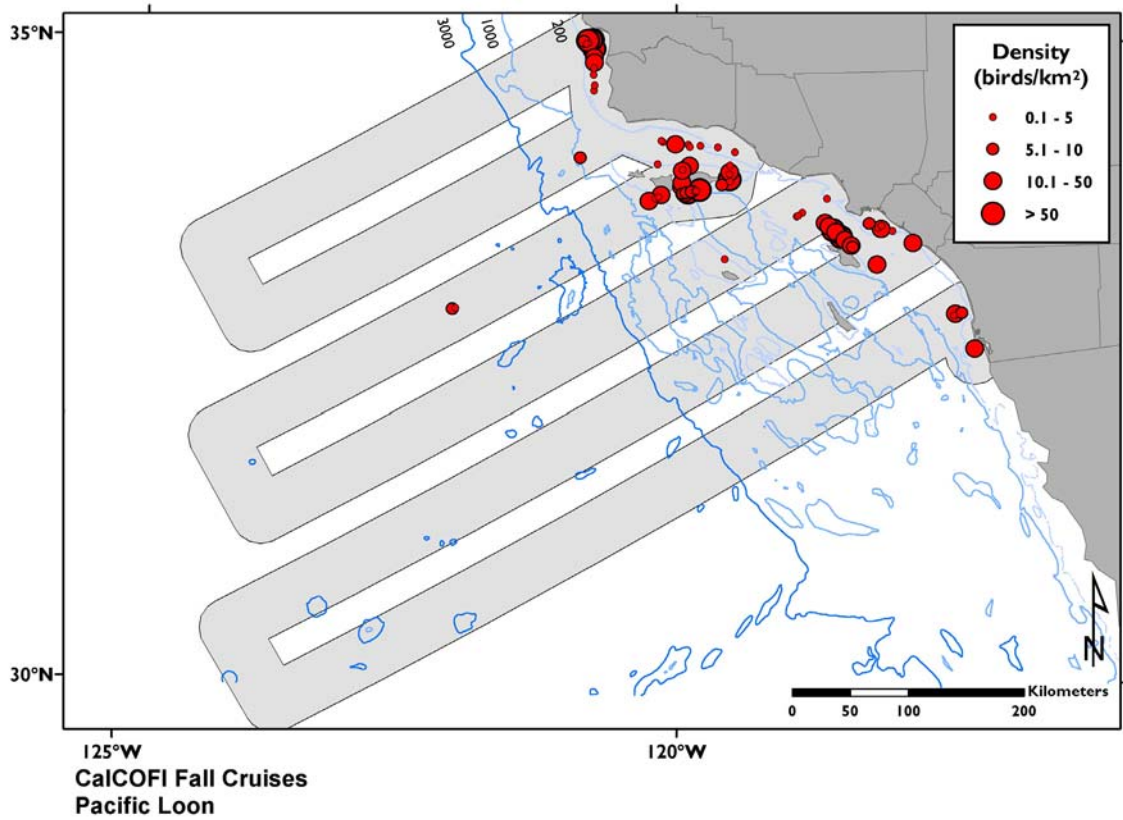 35°N
3000
1000
200
Density
(birds/km²)
0.1 - 5
5.1 - 10
10.1 - 50
> 50
N
30°N
Kilometers
0 50 100 200
125°W 120°W
CalCOFI Fall Cruises
Pacific Loon